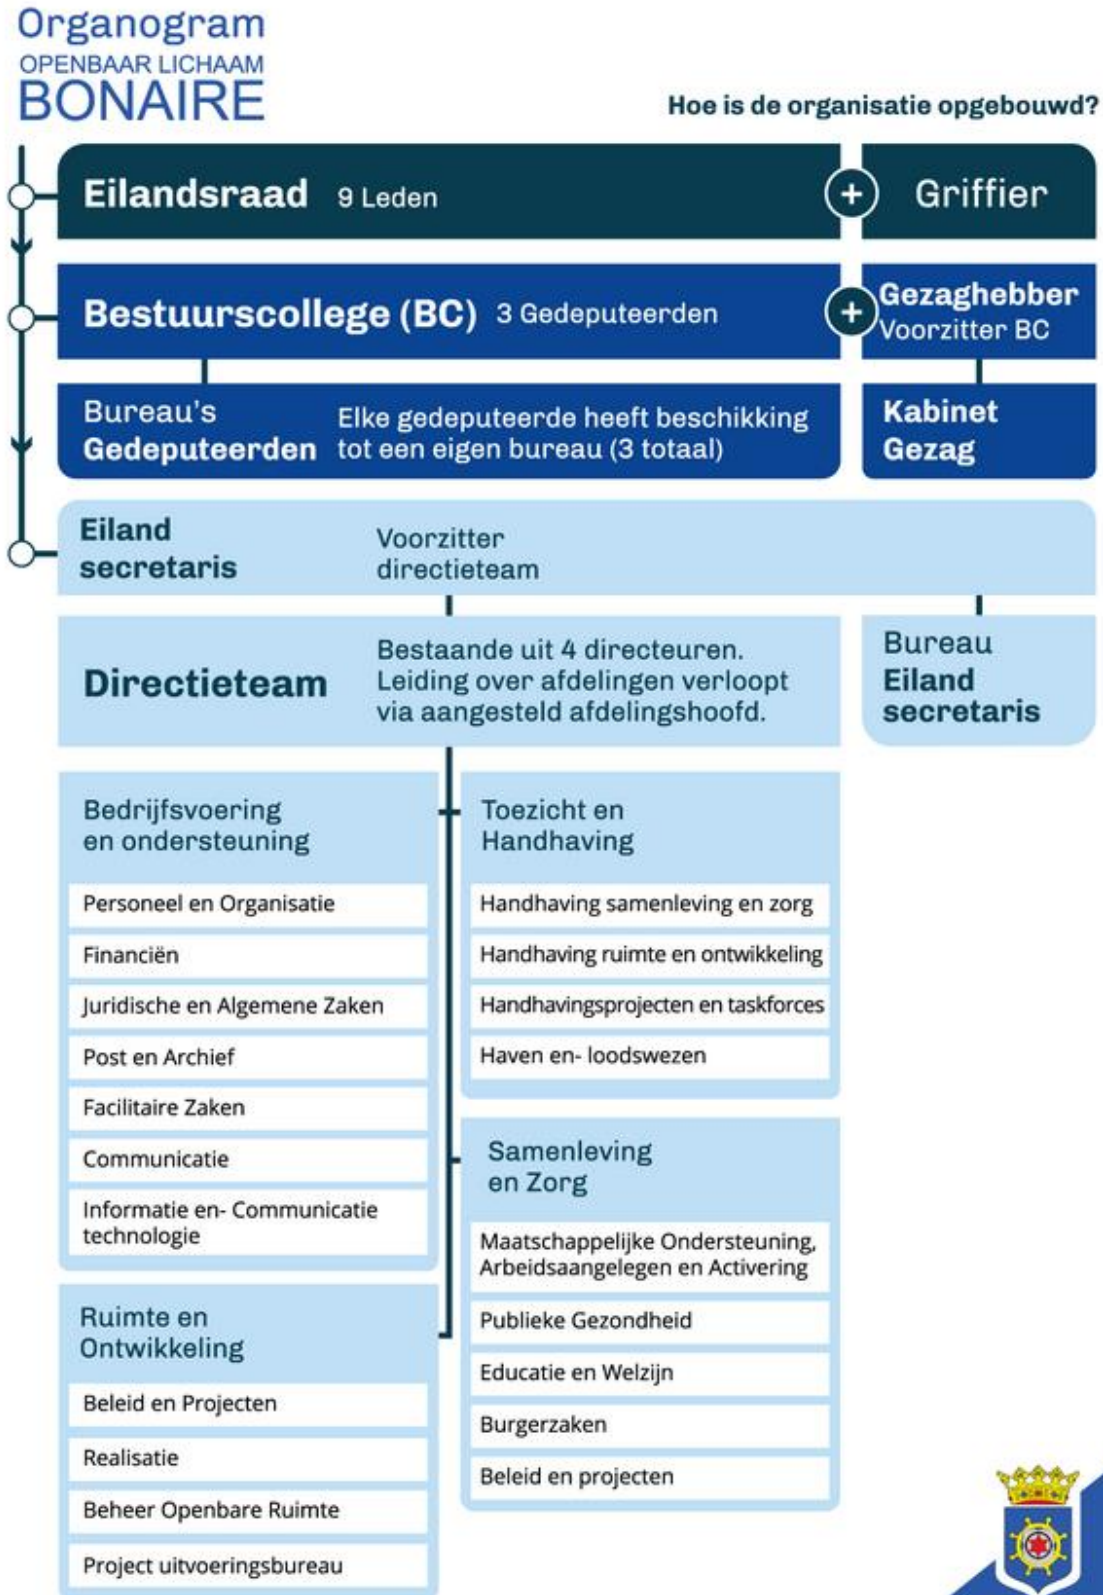 Organogram
OPENBAAR LICHAAM
BONAIRE
Hoe is de organisatie opgebouwd?
Eilandsraad 9 Leden + Griffier
Bestuurscollege (BC) 3 Gedeputeerden +
Gezaghebber
Voorzitter BC
Bureau's
Gedeputeerden
Elke gedeputeerde heeft beschikking
tot een eigen bureau (3 totaal)
Kabinet
Gezag
Eiland
secretaris
Voorzitter
directieteam
Directieteam
Bestaande uit 4 directeuren.
Leiding over afdelingen verloopt
via aangesteld afdelingshoofd.
Bureau
Eiland
secretaris
Bedrijfsvoering
en ondersteuning
Personeel en Organisatie
Financiën
Juridische en Algemene Zaken
Post en Archief
Facilitaire Zaken
Communicatie
Informatie en- Communicatie
technologie
Ruimte en
Ontwikkeling
Beleid en Projecten
Realisatie
Beheer Openbare Ruimte
Project uitvoeringsbureau
Toezicht en
Handhaving
Handhaving samenleving en zorg
Handhaving ruimte en ontwikkeling
Handhavingsprojecten en taskforces
Haven en- loodswezen
Samenleving
en Zorg
Maatschappelijke Ondersteuning,
Arbeidsaangelegen en Activering
Publieke Gezondheid
Educatie en Welzijn
Burgerzaken
Beleid en projecten